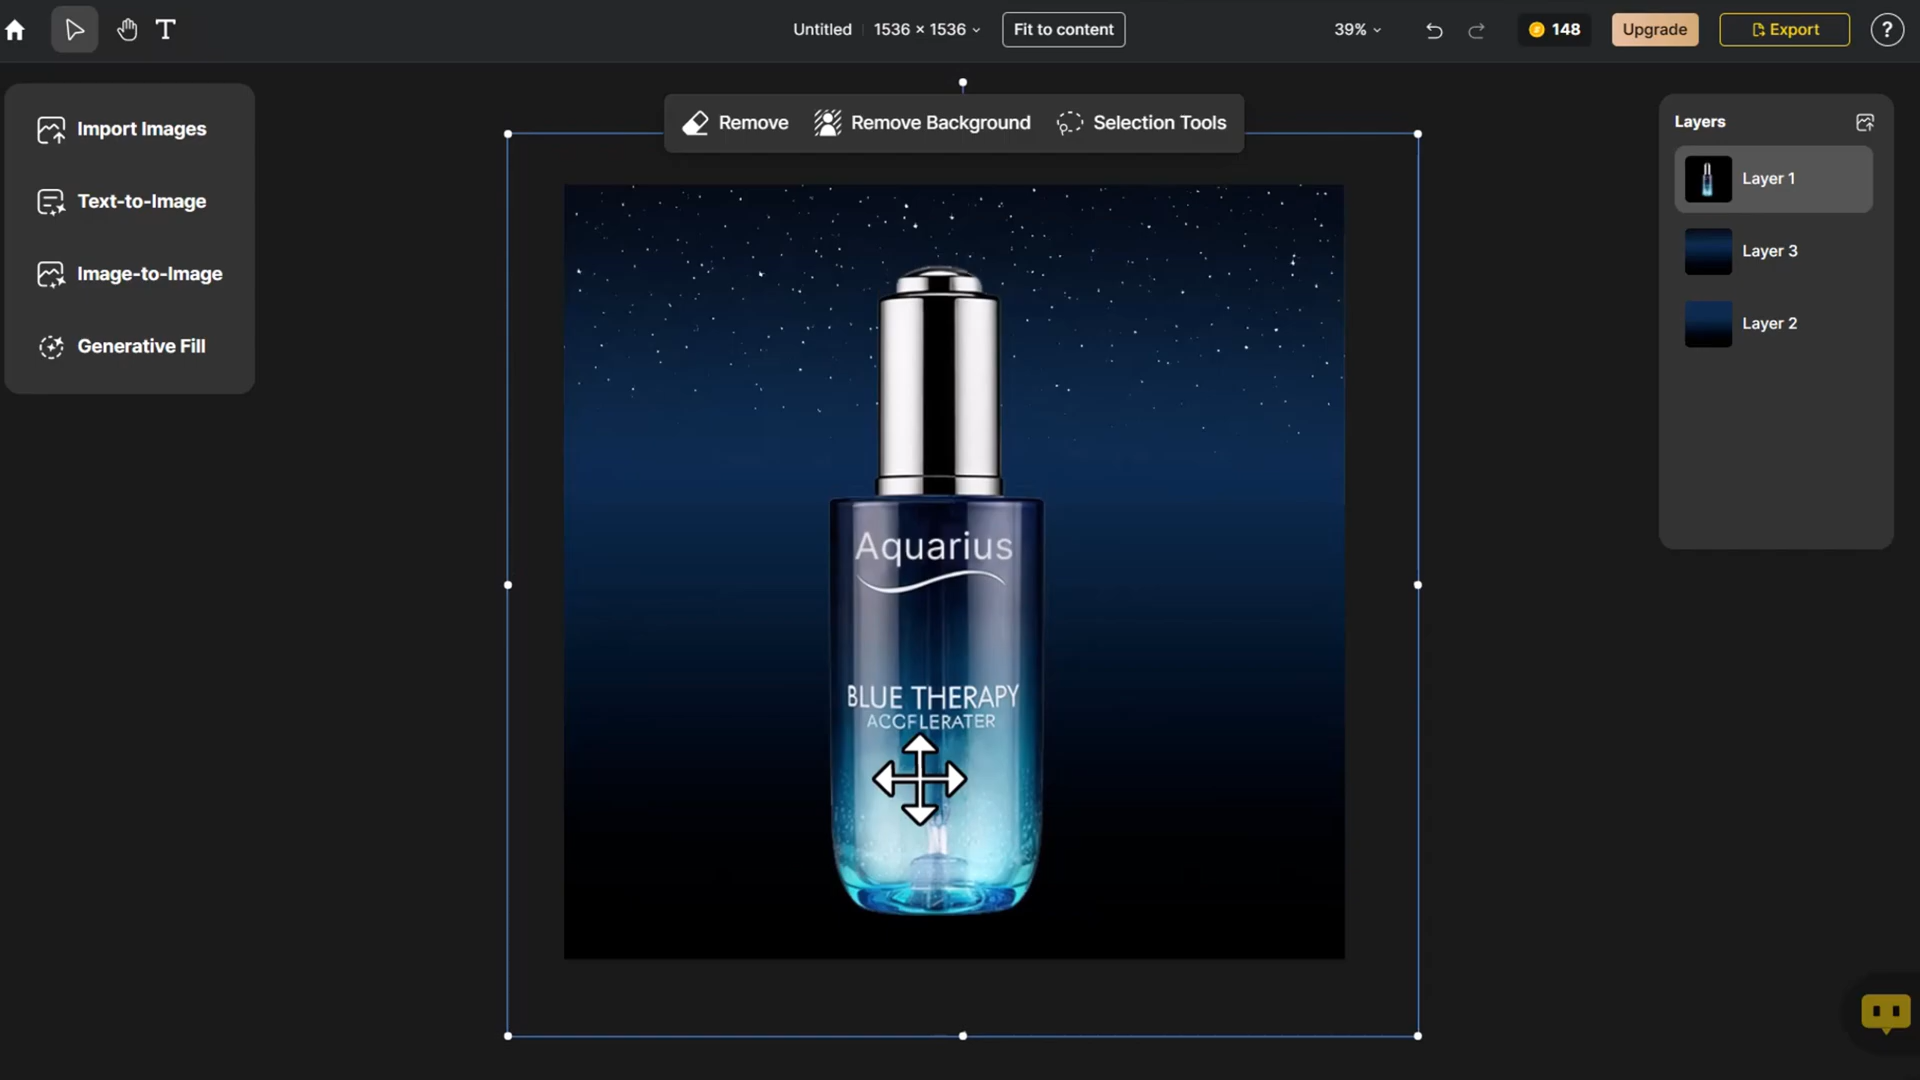 Untitled
1536 × 1536
Fit to content
39%
148
Upgrade
Export
?
Import Images
Text-to-Image
Image-to-Image
Generative Fill
Remove
Remove Background
Selection Tools
Layers
Layer 1
Layer 3
Layer 2
Aquarius
BLUE THERAPY
ACCFLERATER